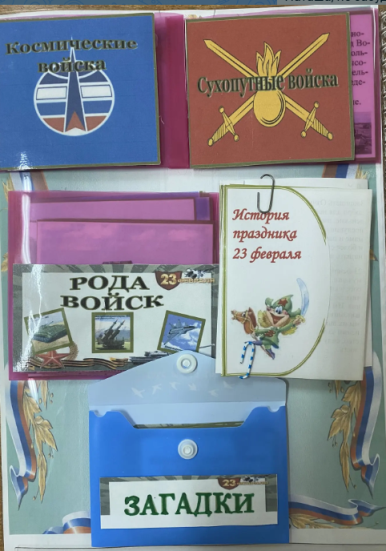 Космические
войска
Сухопутные войска
История
праздника
23 февраля
РОДА
ВОЙСК
23
23
ЗАГАДКИ